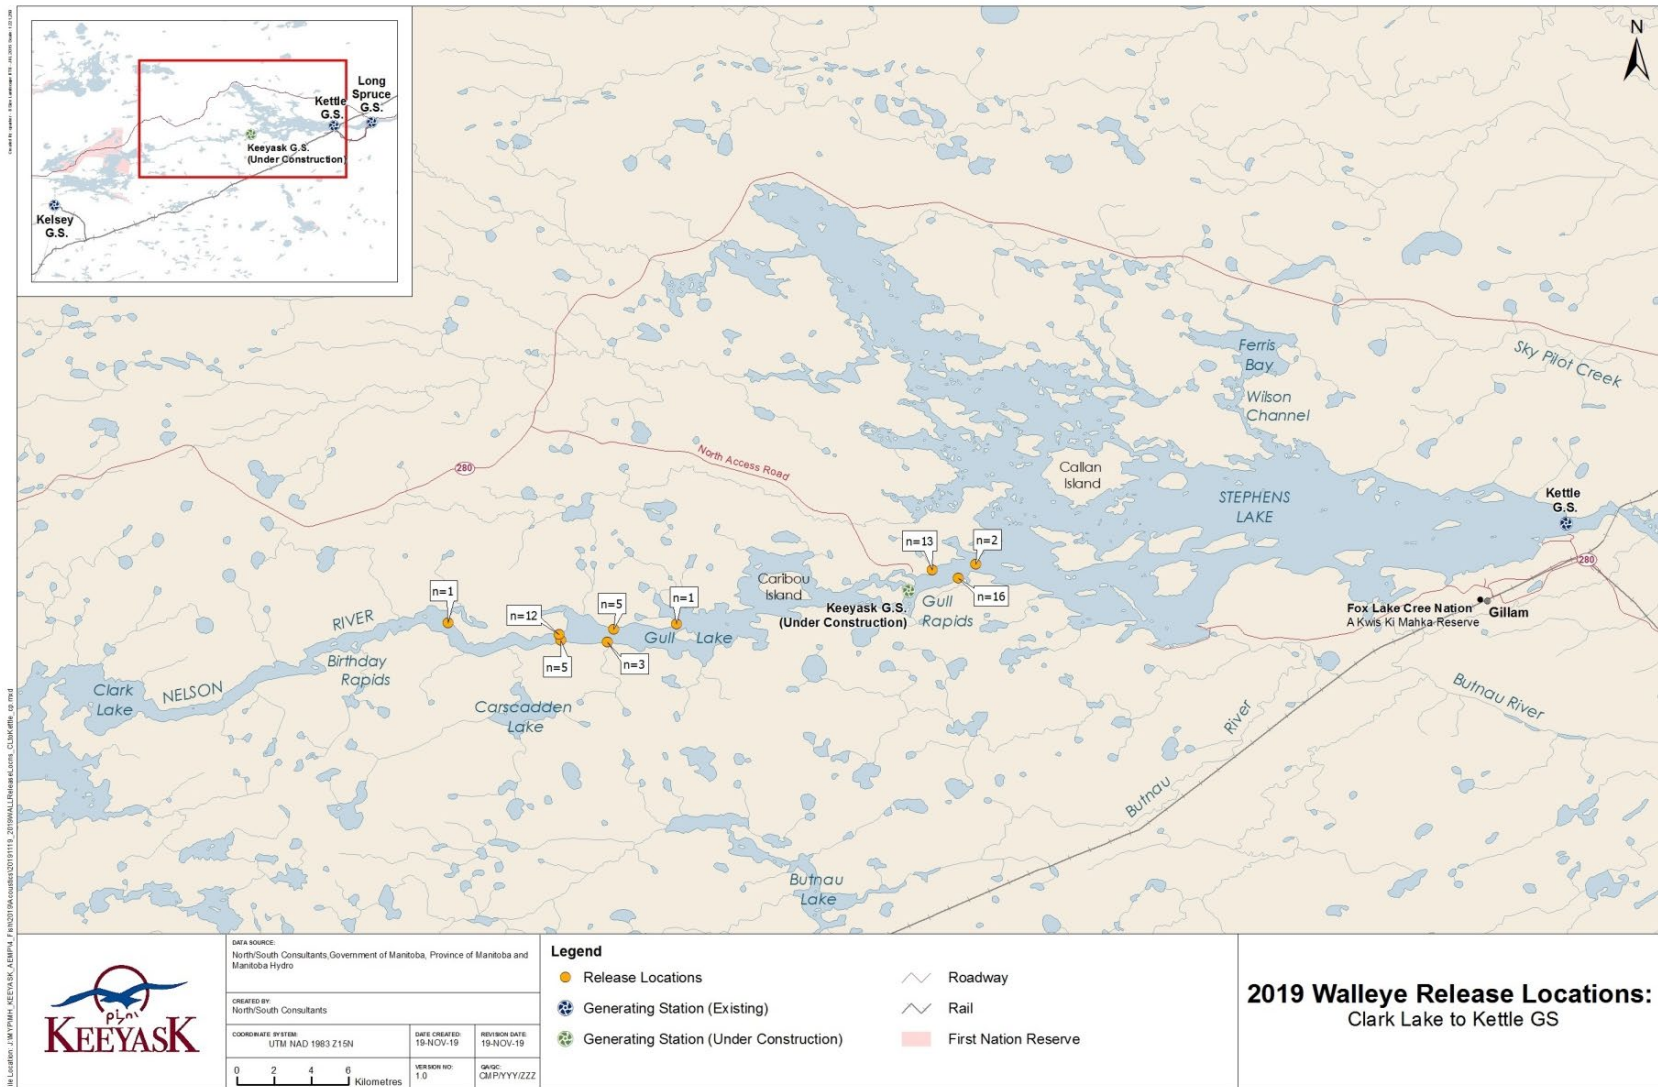 N
Long
Spruce
G.S.
Kettle
G.S.
Keeyask G.S.
(Under Construction)
Kelsey
G.S.
Ferris
Bay
Sky Pilot Creek
Wilson
Channel
280
North Access Road
Callan
Island
STEPHENS
LAKE
Kettle
G.S.
n=13
n=2
280
Caribou
Island
n=1
n=5
n=1
n=16
n=12
Keeyask G.S.
(Under Construction)
Gull
Rapids
Fox Lake Cree Nation
A Kwis Ki Mahka Reserve
Gillam
RIVER
Gull Lake
n=5
n=3
Birthday
Rapids
Clark
Lake
NELSON
Carscadden
Lake
Butnau River
Butnau River
Butnau
Lake
KEEYASK
DATA SOURCE:
North/South Consultants,Government of Manitoba, Province of Manitoba and
Manitoba Hydro
CREATED BY:
North/South Consultants
COORDINATE SYSTEM:
UTM NAD 1983 Z15N
DATE CREATED:
19-NOV-19
REVISION DATE:
19-NOV-19
0 2 4 6 Kilometres
VERSION NO:
1.0
QA/QC:
CMP/YYY/ZZZ
Legend
Release Locations
Generating Station (Existing)
Generating Station (Under Construction)
Roadway
Rail
First Nation Reserve
2019 Walleye Release Locations:
Clark Lake to Kettle GS